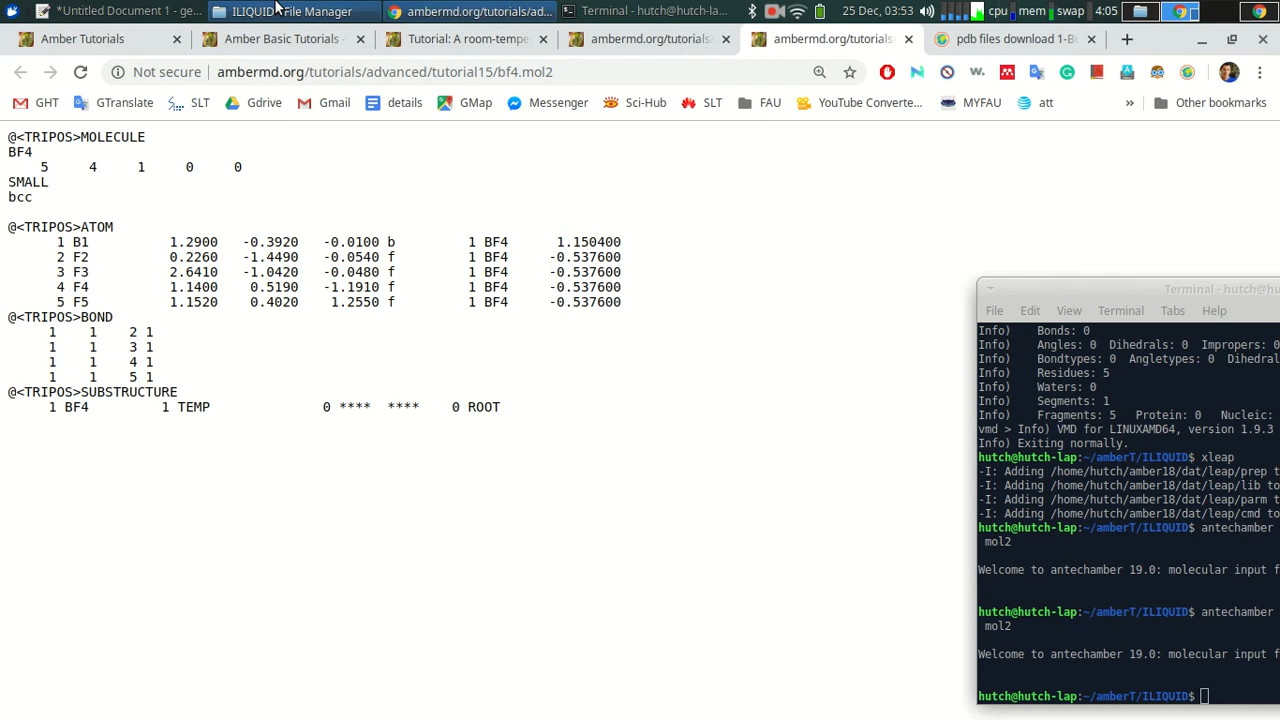 *Untitled Document 1 - ge...
ILIQUID - File Manager
ambermd.org/tutorials/ad...
Terminal - hutch@hutch-la...
25 Dec, 03:53
cpu
mem
swap
4:05
Amber Tutorials
Amber Basic Tutorials -
Tutorial: A room-tempe
ambermd.org/tutorials/
ambermd.org/tutorials
pdb files download 1-Bu
Not secure
ambermd.org/tutorials/advanced/tutorial15/bf4.mol2
GHT
GTranslate
SLT
Gdrive
Gmail
details
GMap
Messenger
Sci-Hub
SLT
FAU
YouTube Converte...
MYFAU
att
»
Other bookmarks
@<TRIPOS>MOLECULE
BF4
5 4 1 0 0
SMALL
bcc
@<TRIPOS>ATOM
1 B1 1.2900 -0.3920 -0.0100 b 1 BF4 1.150400
2 F2 0.2260 -1.4490 -0.0540 f 1 BF4 -0.537600
3 F3 2.6410 -1.0420 -0.0480 f 1 BF4 -0.537600
4 F4 1.1400 0.5190 -1.1910 f 1 BF4 -0.537600
5 F5 1.1520 0.4020 1.2550 f 1 BF4 -0.537600
@<TRIPOS>BOND
1 1 2 1
1 1 3 1
1 1 4 1
1 1 5 1
@<TRIPOS>SUBSTRUCTURE
1 BF4 1 TEMP 0 **** **** 0 ROOT
Terminal - hutch@hu
File Edit View Terminal Tabs Help
Info) Bonds: 0
Info) Angles: 0 Dihedrals: 0 Impropers: 0
Info) Bondtypes: 0 Angletypes: 0 Dihedral
Info) Residues: 5
Info) Waters: 0
Info) Segments: 1
Info) Fragments: 5 Protein: 0 Nucleic:
vmd > Info) VMD for LINUXAMD64, version 1.9.3
Info) Exiting normally.
hutch@hutch-lap:~/amberT/ILIQUID$ xleap
-I: Adding /home/hutch/amber18/dat/leap/prep t
-I: Adding /home/hutch/amber18/dat/leap/lib to
-I: Adding /home/hutch/amber18/dat/leap/parm t
-I: Adding /home/hutch/amber18/dat/leap/cmd to
hutch@hutch-lap:~/amberT/ILIQUID$ antechamber
mol2
Welcome to antechamber 19.0: molecular input f
hutch@hutch-lap:~/amberT/ILIQUID$ antechamber
mol2
Welcome to antechamber 19.0: molecular input f
hutch@hutch-lap:~/amberT/ILIQUID$